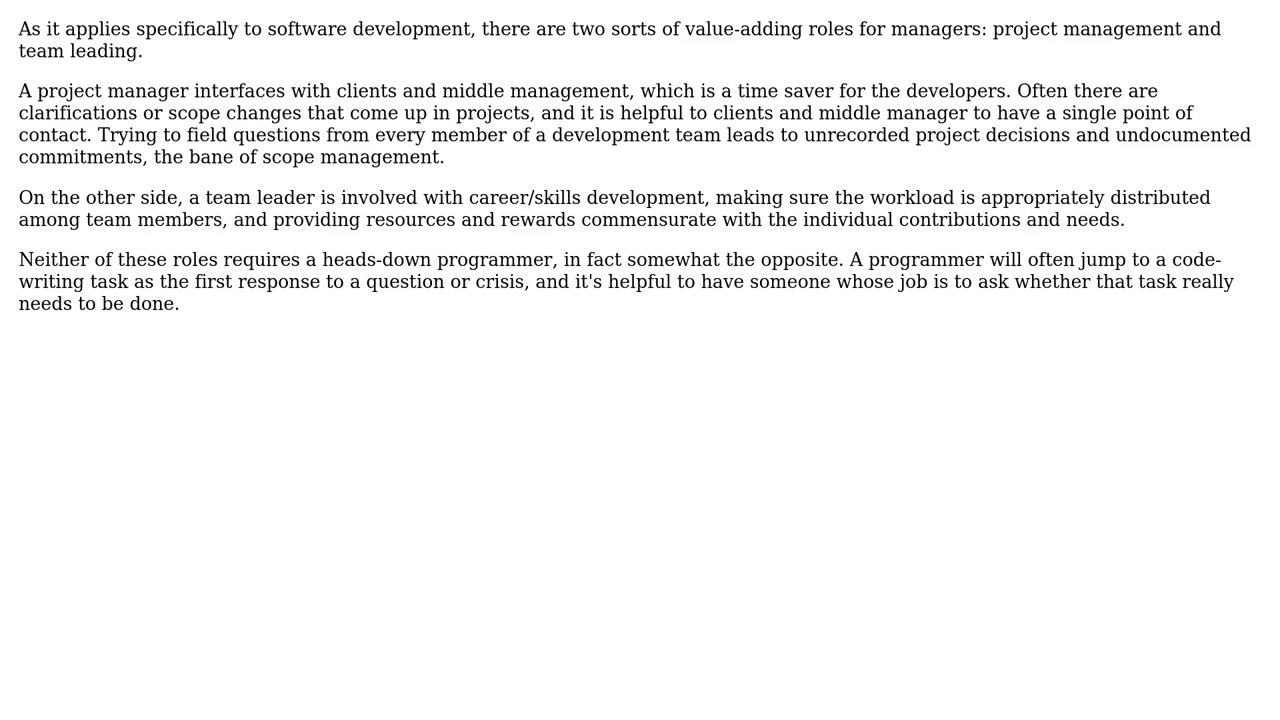 As it applies specifically to software development, there are two sorts of value-adding roles for managers: project management and
team leading.
A project manager interfaces with clients and middle management, which is a time saver for the developers. Often there are
clarifications or scope changes that come up in projects, and it is helpful to clients and middle manager to have a single point of
contact. Trying to field questions from every member of a development team leads to unrecorded project decisions and undocumented
commitments, the bane of scope management.
On the other side, a team leader is involved with career/skills development, making sure the workload is appropriately distributed
among team members, and providing resources and rewards commensurate with the individual contributions and needs.
Neither of these roles requires a heads-down programmer, in fact somewhat the opposite. A programmer will often jump to a code-
writing task as the first response to a question or crisis, and it's helpful to have someone whose job is to ask whether that task really
needs to be done.